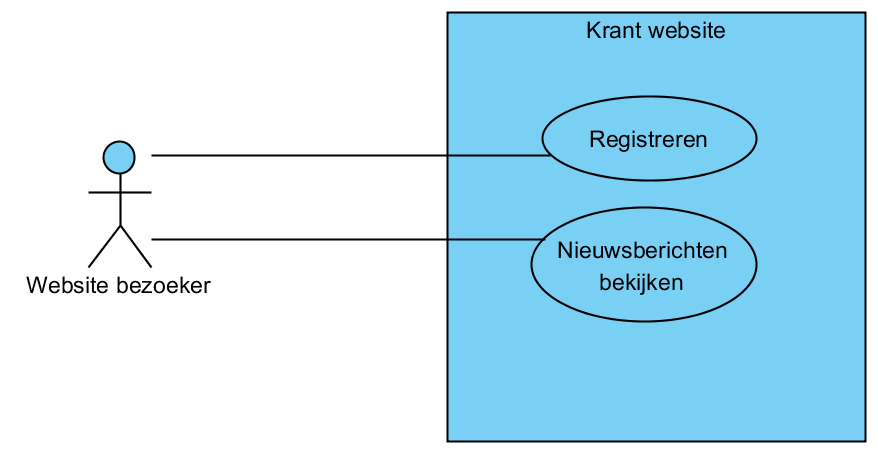 Krant website
Registreren
Nieuwsberichten
bekijken
Website bezoeker